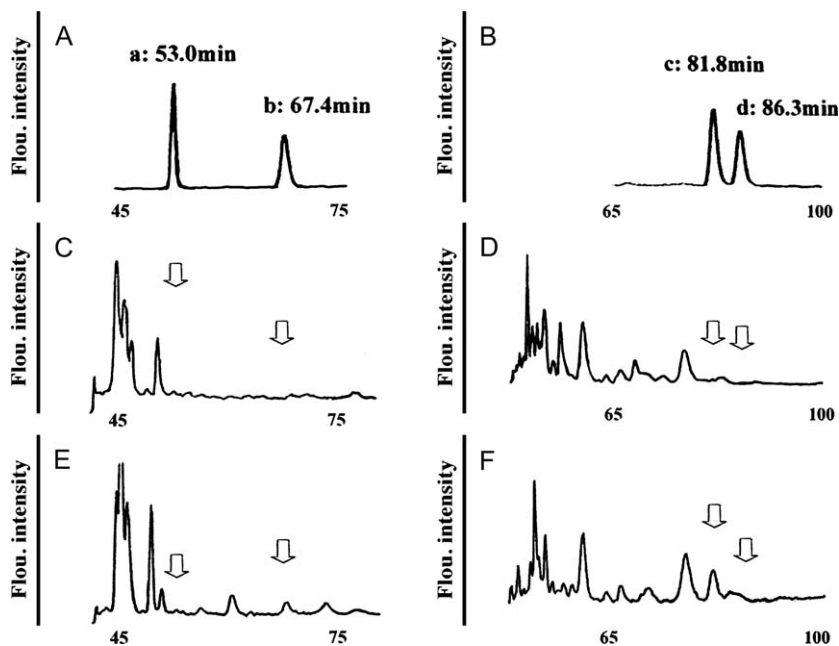 A
a: 53.0min
b: 67.4min
Flou. intensity
45
75
B
c: 81.8min
d: 86.3min
Flou. intensity
65
100
C
Flou. intensity
45
75
D
Flou. intensity
65
100
E
Flou. intensity
45
75
F
Flou. intensity
65
100